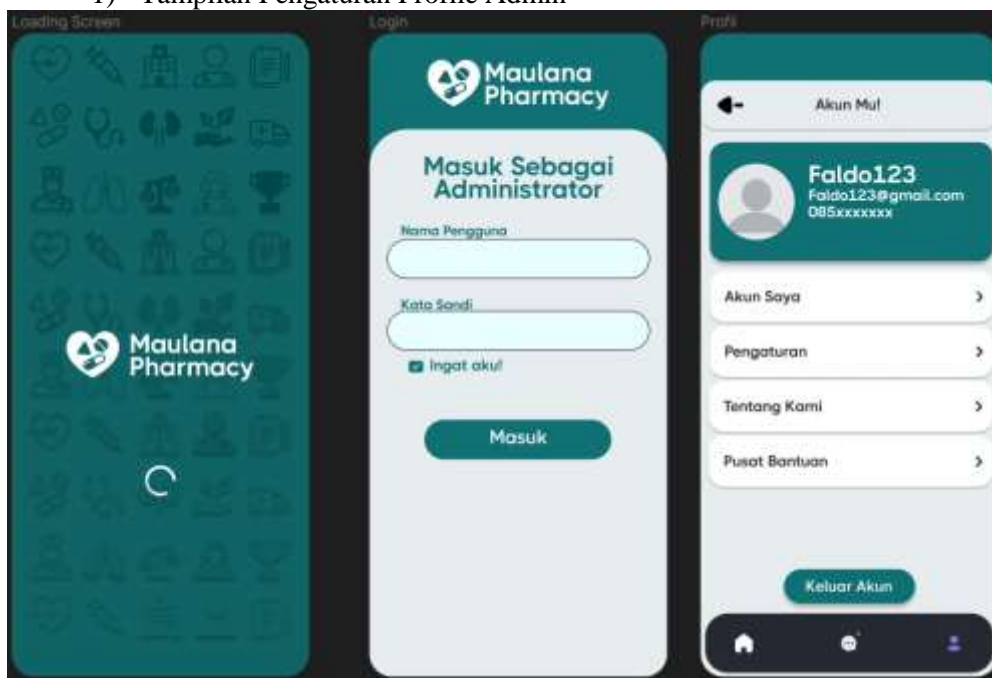 1) Tampilan Pengaturan Profile Admin
Loading Screen
Maulana
Pharmacy
Login
Maulana
Pharmacy
Masuk Sebagai
Administrator
Nama Pengguna
Kata Sandi
Ingat aku!
Masuk
Profil
Akun Mu!
Faldo123
Faldo123@gmail.com
085xxxxxxx
Akun Saya
Pengaturan
Tentang Kami
Pusat Bantuan
Keluar Akun